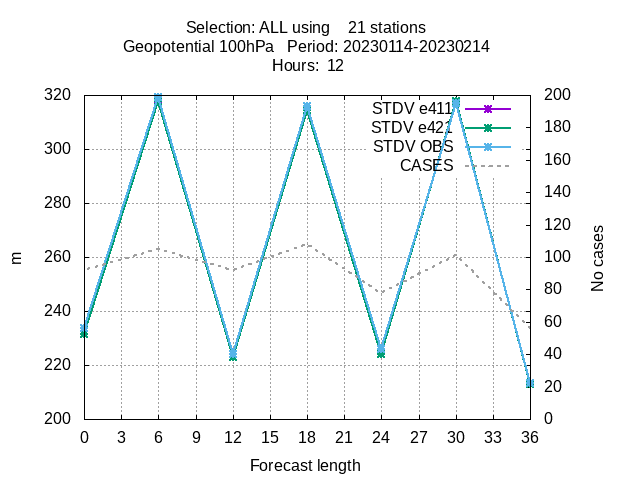 Selection: ALL using 21 stations
Geopotential 100hPa Period: 20230114-20230214
Hours: 12
320
300
280
260
240
220
200
m
200
180
160
140
120
100
80
60
40
20
0
No cases
STDV e411
STDV e421
STDV OBS
CASES
0 3 6 9 12 15 18 21 24 27 30 33 36
Forecast length